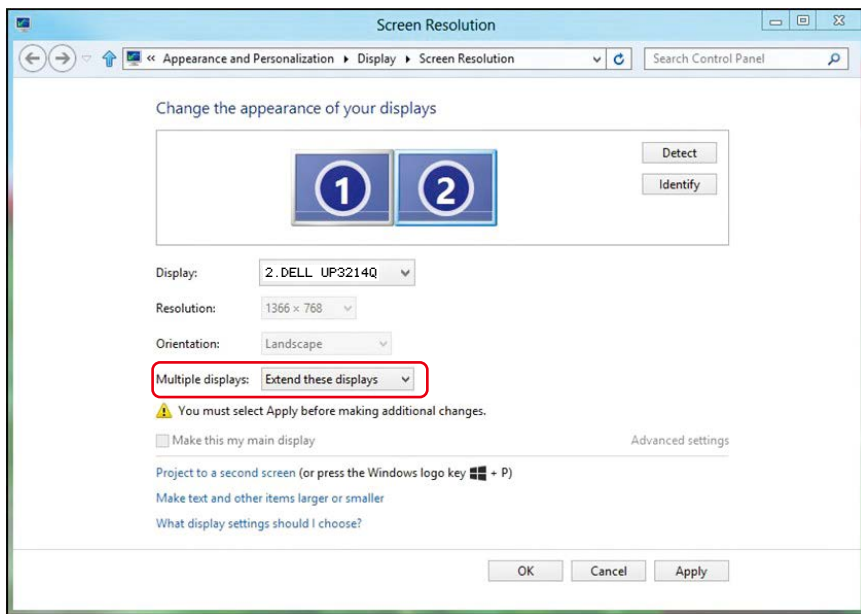 Screen Resolution
« Appearance and Personalization ▸ Display ▸ Screen Resolution
Search Control Panel
Change the appearance of your displays
1 2
Detect
Identify
Display: 2.DELL UP3214Q
Resolution: 1366 × 768
Orientation: Landscape
Multiple displays: Extend these displays
You must select Apply before making additional changes.
Make this my main display Advanced settings
Project to a second screen (or press the Windows logo key + P)
Make text and other items larger or smaller
What display settings should I choose?
OK Cancel Apply